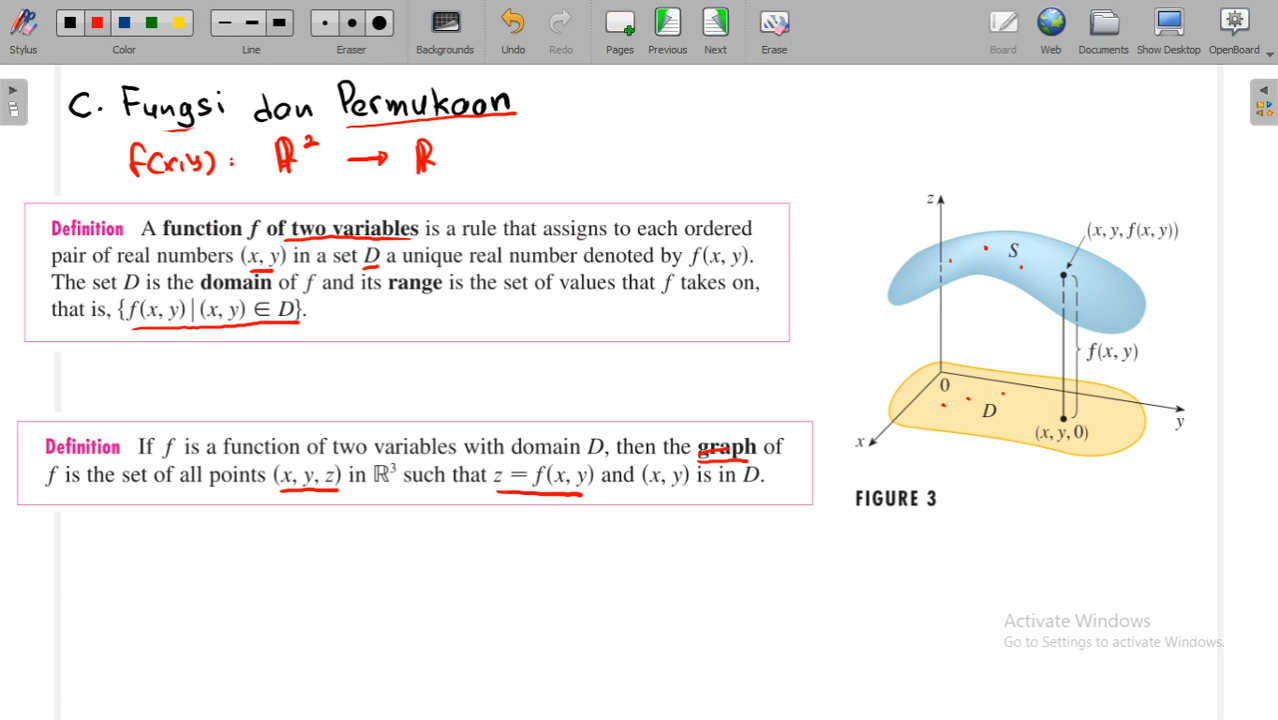 Stylus
Color
Line
Eraser
Backgrounds
Undo
Redo
Pages
Previous
Next
Erase
Board
Web
Documents
Show Desktop
OpenBoard
C. Fungsi dan Permukaan
f(x,y) : ℝ² → ℝ
Definition A function f of two variables is a rule that assigns to each ordered
pair of real numbers (x, y) in a set D a unique real number denoted by f(x, y).
The set D is the domain of f and its range is the set of values that f takes on,
that is, {f(x, y) | (x, y) ∈ D}.
Definition If f is a function of two variables with domain D, then the graph of
f is the set of all points (x, y, z) in ℝ³ such that z = f(x, y) and (x, y) is in D.
z
(x, y, f(x, y))
S
f(x, y)
0
D
(x, y, 0)
x
y
FIGURE 3
Activate Windows
Go to Settings to activate Windows.